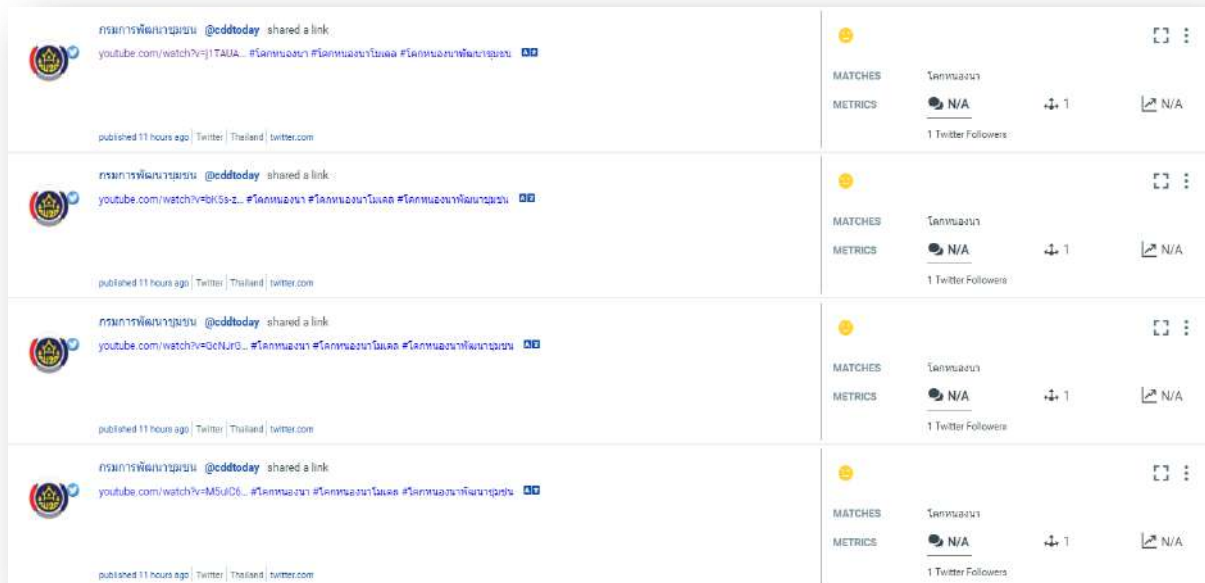 กรมการพัฒนาชุมชน @cddtoday shared a link
youtube.com/watch?v=j1TAUA... #โคกหนองนา #โคกหนองนาโมเดล #โคกหนองนาพัฒนาชุมชน
published 11 hours ago | Twitter | Thailand | twitter.com
MATCHES โคกหนองนา
METRICS N/A 1 N/A
1 Twitter Followers
กรมการพัฒนาชุมชน @cddtoday shared a link
youtube.com/watch?v=bK5s-z... #โคกหนองนา #โคกหนองนาโมเดล #โคกหนองนาพัฒนาชุมชน
published 11 hours ago | Twitter | Thailand | twitter.com
MATCHES โคกหนองนา
METRICS N/A 1 N/A
1 Twitter Followers
กรมการพัฒนาชุมชน @cddtoday shared a link
youtube.com/watch?v=GcNJrG... #โคกหนองนา #โคกหนองนาโมเดล #โคกหนองนาพัฒนาชุมชน
published 11 hours ago | Twitter | Thailand | twitter.com
MATCHES โคกหนองนา
METRICS N/A 1 N/A
1 Twitter Followers
กรมการพัฒนาชุมชน @cddtoday shared a link
youtube.com/watch?v=M5uIC6... #โคกหนองนา #โคกหนองนาโมเดล #โคกหนองนาพัฒนาชุมชน
published 11 hours ago | Twitter | Thailand | twitter.com
MATCHES โคกหนองนา
METRICS N/A 1 N/A
1 Twitter Followers